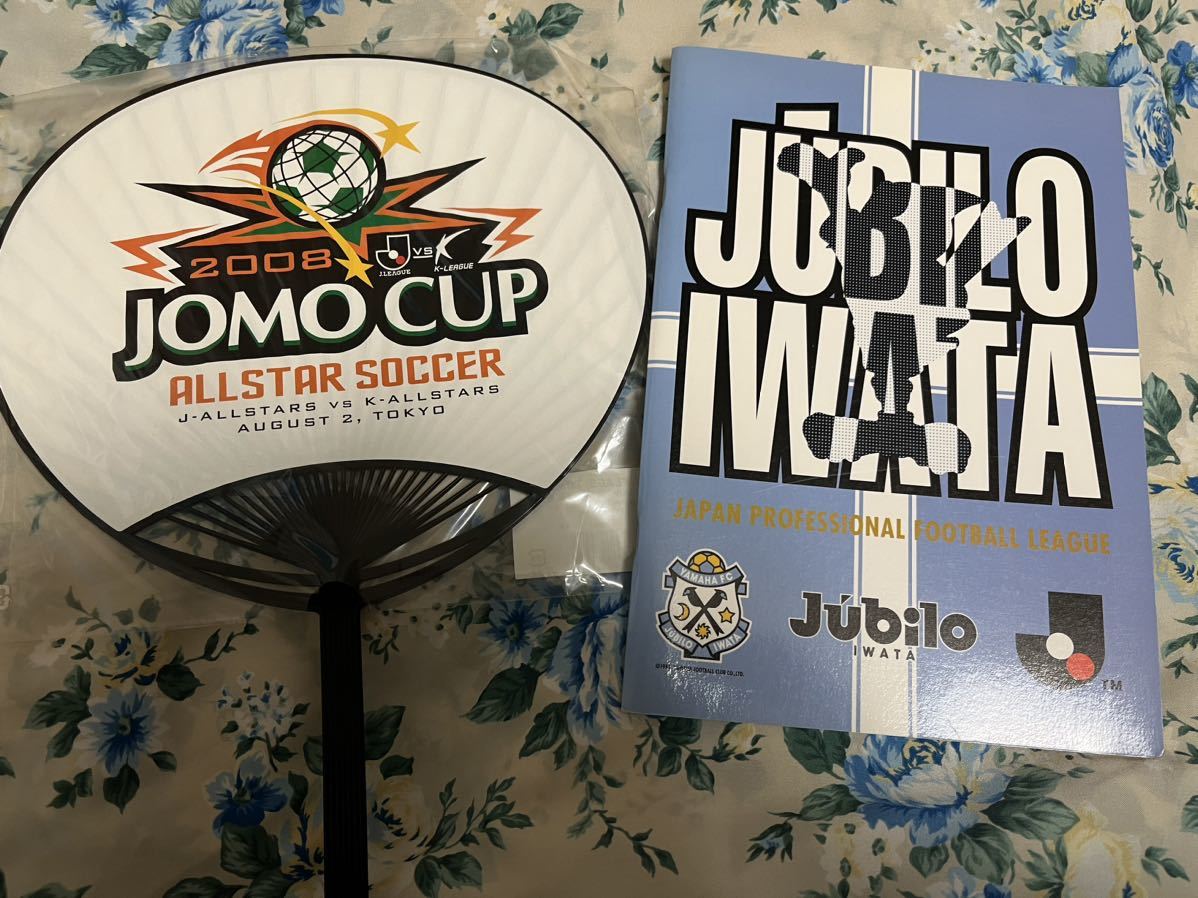 2008
J.LEAGUE
VS
K-LEAGUE
JOMO CUP
ALLSTAR SOCCER
J-ALLSTARS VS K-ALLSTARS
AUGUST 2, TOKYO
JÚBILO
IWATA
JAPAN PROFESSIONAL FOOTBALL LEAGUE
YAMAHA FC
JÚBILO IWATA
Júbilo
IWATA
TM